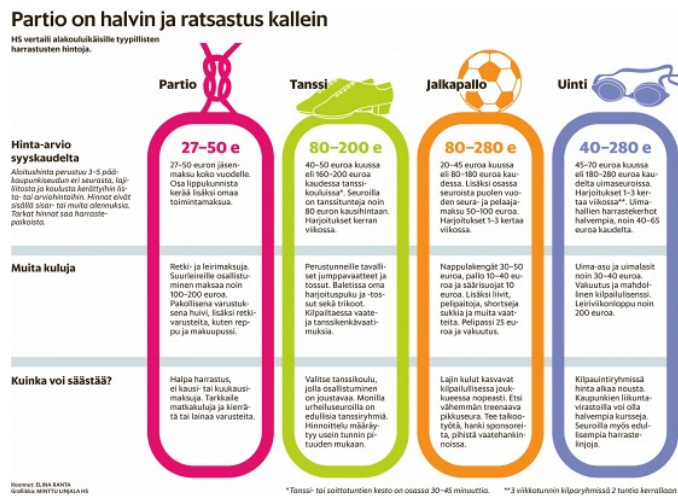 Partio on halvin ja ratsastus kallein
HS vertaili alakouluikäisille tyypillisten
harrastusten hintoja.
Partio
Tanssi
Jalkapallo
Uinti
Hinta-arvio
syyskaudelta
Aloitushinta perustuu 3–5 pää-
kaupunkiseudun eri seurasta, laji-
liitosta ja koulusta kerättyihin lis-
ta- tai arviohintoihin. Hinnat eivät
sisällä sisar- tai muita alennuksia.
Tarkat hinnat saa harraste-
paikoista.
27–50 e
27–50 euron jäsen-
maksu koko vuodelle.
Osa lippukunnista
kerää lisäksi omaa
toimintamaksua.
80–200 e
40–50 euroa kuussa
eli 160–200 euroa
kaudessa tanssi-
kouluissa*. Seuroilla
on tanssitunteja noin
80 euron kausihintaan.
Harjoitukset kerran
viikossa.
80–280 e
20–45 euroa kuussa
eli 80–180 euroa kau-
dessa. Lisäksi osassa
seuroista puolen vuo-
den seura- ja pelaaja-
maksu 50–100 euroa.
Harjoitukset 1–3 kertaa
viikossa.
40–280 e
45–70 euroa kuussa
eli 180–280 euroa kau-
delta uimaseuroissa.
Harjoitukset 1–3 ker-
taa viikossa**. Uima-
hallien harrastekerhot
halvempia, noin 40–65
euroa kaudelta.
Muita kuluja
Retki- ja leirimaksuja.
Suurleireille osallistu-
minen maksaa noin
100–200 euroa.
Pakollisena varustuk-
sena huivi, lisäksi retki-
varusteita, kuten rep-
pu ja makuupussi.
Perustunneille tavalli-
set jumppavaatteet ja
tossut. Baletissa oma
harjoituspuku ja -tos-
sut sekä trikoot.
Kilpailtaessa vaate-
ja tanssikenkävaati-
muksia.
Nappulakengät 30–50
euroa, pallo 10–40 eu-
roa ja säärisuojat 10
euroa. Lisäksi liivit,
pelipaitoja, shortseja
sukkia ja muita vaat-
teita. Pelipassi 25 eu-
roa ja vakuutus.
Uima-asu ja uimalasit
noin 30–40 euroa.
Vakuutus ja mahdol-
linen kilpailulisenssi.
Leiriviikonloppu noin
200 euroa.
Kuinka voi säästää?
Halpa harrastus,
ei kausi- tai kuukausi-
maksuja. Tarkkaile
matkakuluja ja kierrä-
tä tai lainaa varusteita.
Valitse tanssikoulu,
jolla osallistuminen
on joustavaa. Monilla
urheiluseuroilla on
edullisia tanssiryhmiä.
Hinnoittelu määräy-
tyy usein tunnin pi-
tuuden mukaan.
Lajin kulut kasvavat
kilpailullisessa jouk-
kueessa nopeasti. Etsi
vähemmän treenaava
pikkuseura. Tee talkoo-
työtä, hanki sponsorei-
ta, pihistä vaatehankin-
noissa.
Kilpauintiryhmissä
hinta alkaa nousta.
Kaupunkien liikunta-
virastoilla voi olla
halvempia kursseja.
Seuroilla myös edul-
lisempia harraste-
linjoja.
Koonnut: ELINA RANTA
Grafiikka: MINTTU LINJALA HS
*Tanssi- tai soittotuntien kesto on osassa 30–45 minuuttia.
**3 viikkotunnin kilparyhmissä 2 tuntia kerrallaan.